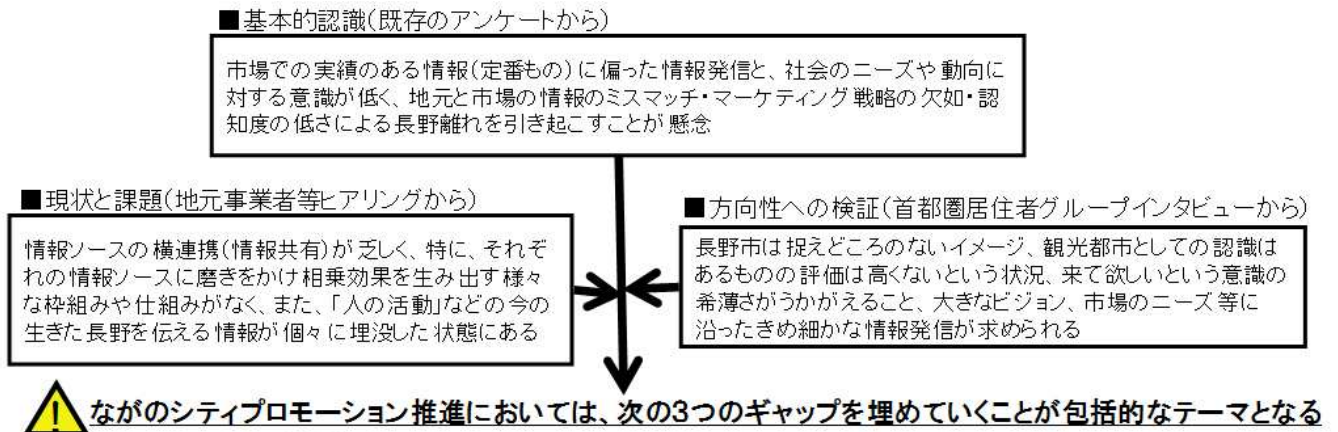 ■基本的認識(既存のアンケートから)
市場での実績のある情報(定番もの)に偏った情報発信と、社会のニーズや動向に
対する意識が低く、地元と市場の情報のミスマッチ・マーケティング戦略の欠如・認
知度の低さによる長野離れを引き起こすことが懸念
■現状と課題(地元事業者等ヒアリングから)
情報ソースの横連携(情報共有)が乏しく、特に、それぞ
れの情報ソースに磨きをかけ相乗効果を生み出す様々
な枠組みや仕組みがなく、また、「人の活動」などの今の
生きた長野を伝える情報が個々に埋没した状態にある
■方向性への検証(首都圏居住者グループインタビューから)
長野市は捉えどころのないイメージ、観光都市としての認識は
あるものの評価は高くないという状況、来て欲しいという意識の
希薄さがうかがえること、大きなビジョン、市場のニーズ等に
沿ったきめ細かな情報発信が求められる
ながのシティプロモーション推進においては、次の3つのギャップを埋めていくことが包括的なテーマとなる